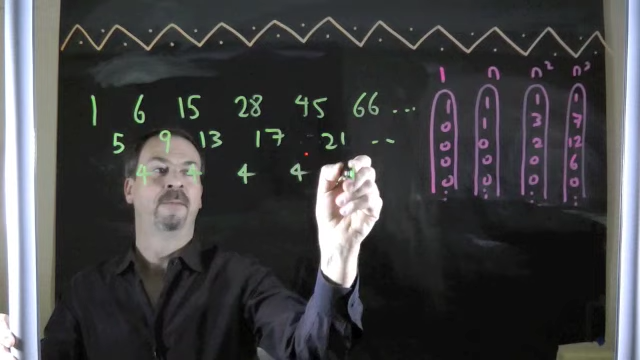 1 6 15 28 45 66 ...
5 9 13 17 21 --
4 4 4 4
1 n n² n³
1 1 1 1
0 1 3 7
0 0 2 12
0 0 0 6
0 0 0 0